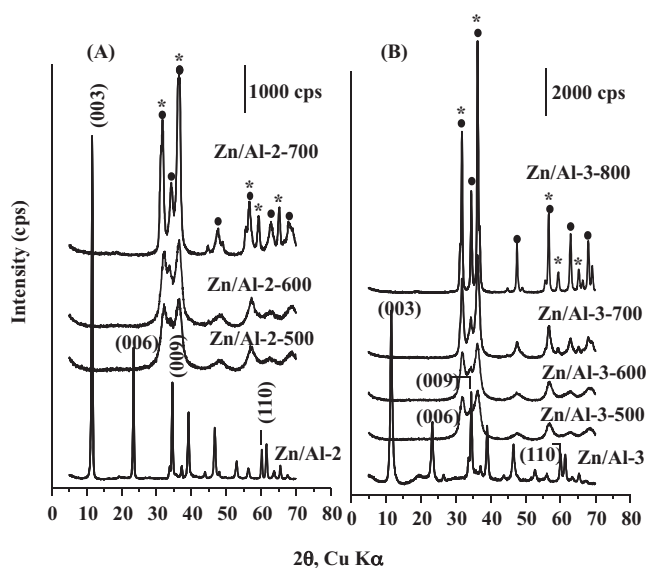 (A)
(B)
1000 cps
2000 cps
(003)
Zn/Al-2-700
Zn/Al-3-800
Intensity (cps)
Zn/Al-2-600
(003)
Zn/Al-3-700
Zn/Al-2-500
(006)
(009)
(009)
Zn/Al-3-600
(006)
Zn/Al-3-500
(110)
Zn/Al-2
(110)
Zn/Al-3
0 10 20 30 40 50 60 70 80
0 10 20 30 40 50 60 70 80
2θ, Cu Kα